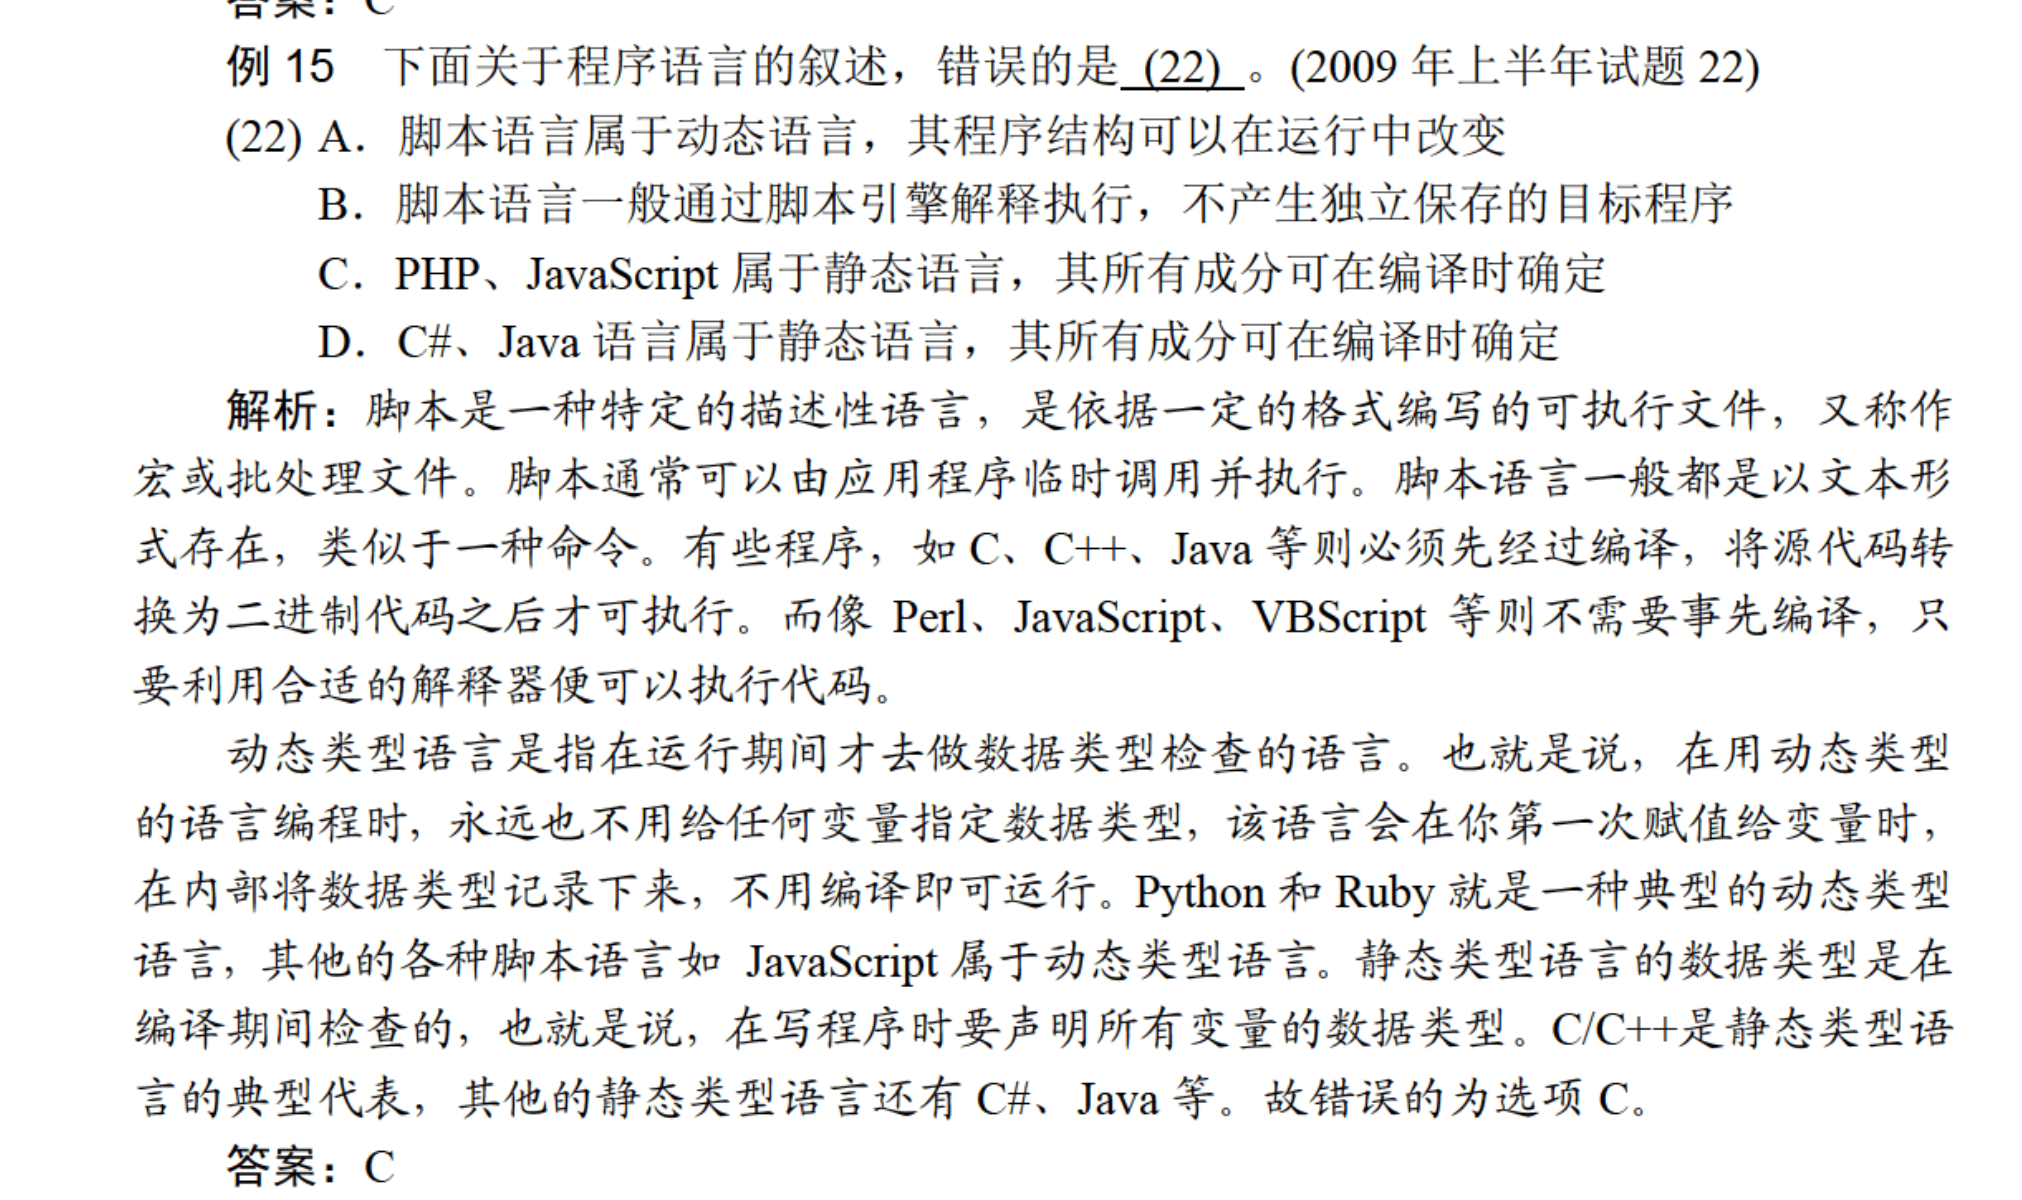 答案：C
例 15 下面关于程序语言的叙述，错误的是 (22) 。(2009 年上半年试题 22)
(22) A．脚本语言属于动态语言，其程序结构可以在运行中改变
B．脚本语言一般通过脚本引擎解释执行，不产生独立保存的目标程序
C．PHP、JavaScript 属于静态语言，其所有成分可在编译时确定
D．C#、Java 语言属于静态语言，其所有成分可在编译时确定
解析：脚本是一种特定的描述性语言，是依据一定的格式编写的可执行文件，又称作
宏或批处理文件。脚本通常可以由应用程序临时调用并执行。脚本语言一般都是以文本形
式存在，类似于一种命令。有些程序，如 C、C++、Java 等则必须先经过编译，将源代码转
换为二进制代码之后才可执行。而像 Perl、JavaScript、VBScript 等则不需要事先编译，只
要利用合适的解释器便可以执行代码。
动态类型语言是指在运行期间才去做数据类型检查的语言。也就是说，在用动态类型
的语言编程时，永远也不用给任何变量指定数据类型，该语言会在你第一次赋值给变量时，
在内部将数据类型记录下来，不用编译即可运行。Python 和 Ruby 就是一种典型的动态类型
语言，其他的各种脚本语言如 JavaScript 属于动态类型语言。静态类型语言的数据类型是在
编译期间检查的，也就是说，在写程序时要声明所有变量的数据类型。C/C++是静态类型语
言的典型代表，其他的静态类型语言还有 C#、Java 等。故错误的为选项 C。
答案：C